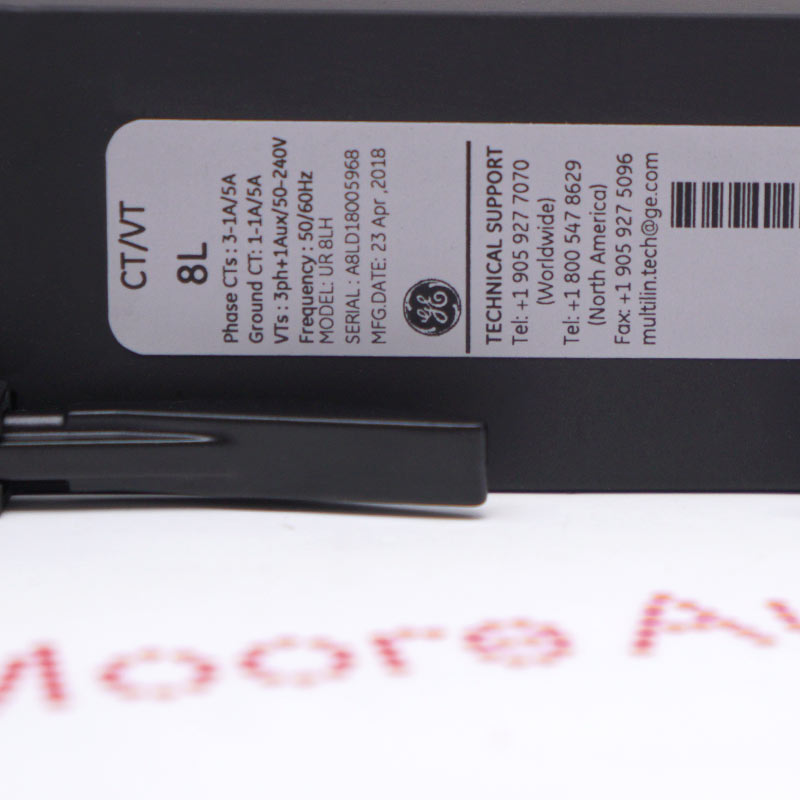 CT/VT
8L
Phase CTs : 3-1A/5A
Ground CT: 1-1A/5A
VTs : 3ph+1Aux/50-240V
Frequency : 50/60Hz
MODEL: UR 8LH
SERIAL : A8LD18005968
MFG.DATE: 23 Apr ,2018
GE
TECHNICAL SUPPORT
Tel: +1 905 927 7070
(Worldwide)
Tel: +1 800 547 8629
(North America)
Fax: +1 905 927 5096
multilin.tech@ge.com
Moore